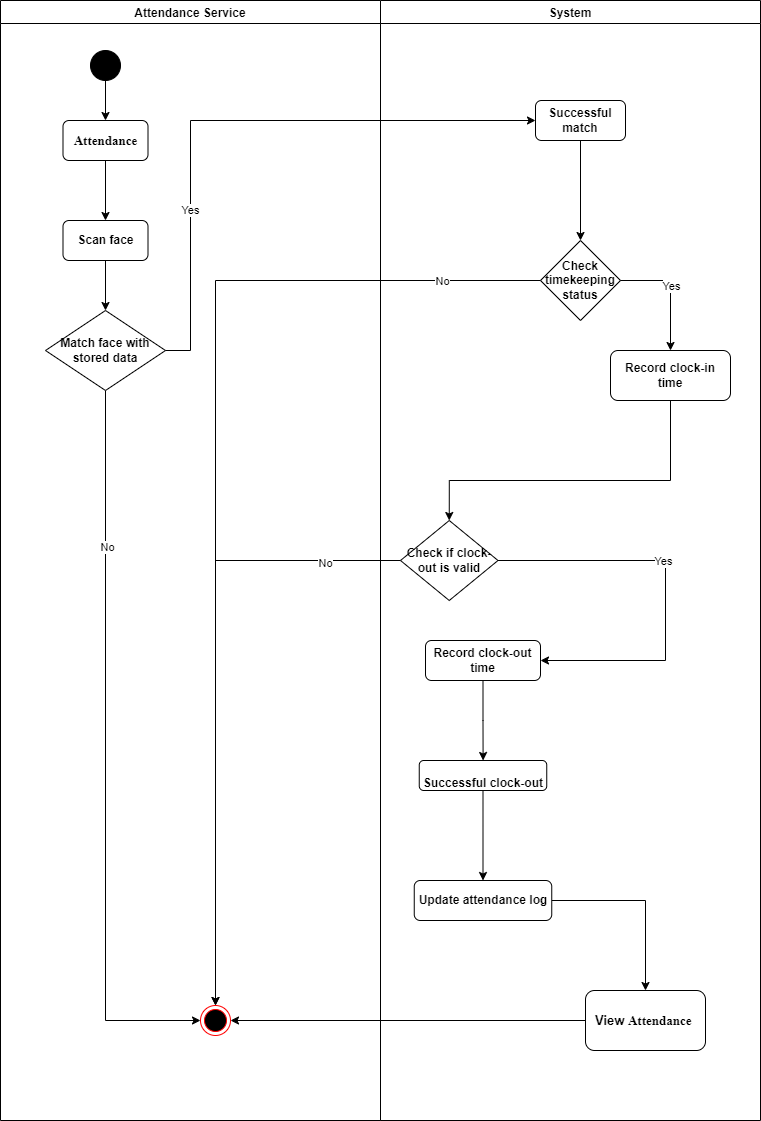 Attendance Service
System
Attendance
Successful
match
Yes
Scan face
Check
timekeeping
status
No
Yes
Match face with
stored data
Record clock-in
time
No
Check if clock-
out is valid
No
Yes
Record clock-out
time
Successful clock-out
Update attendance log
View Attendance